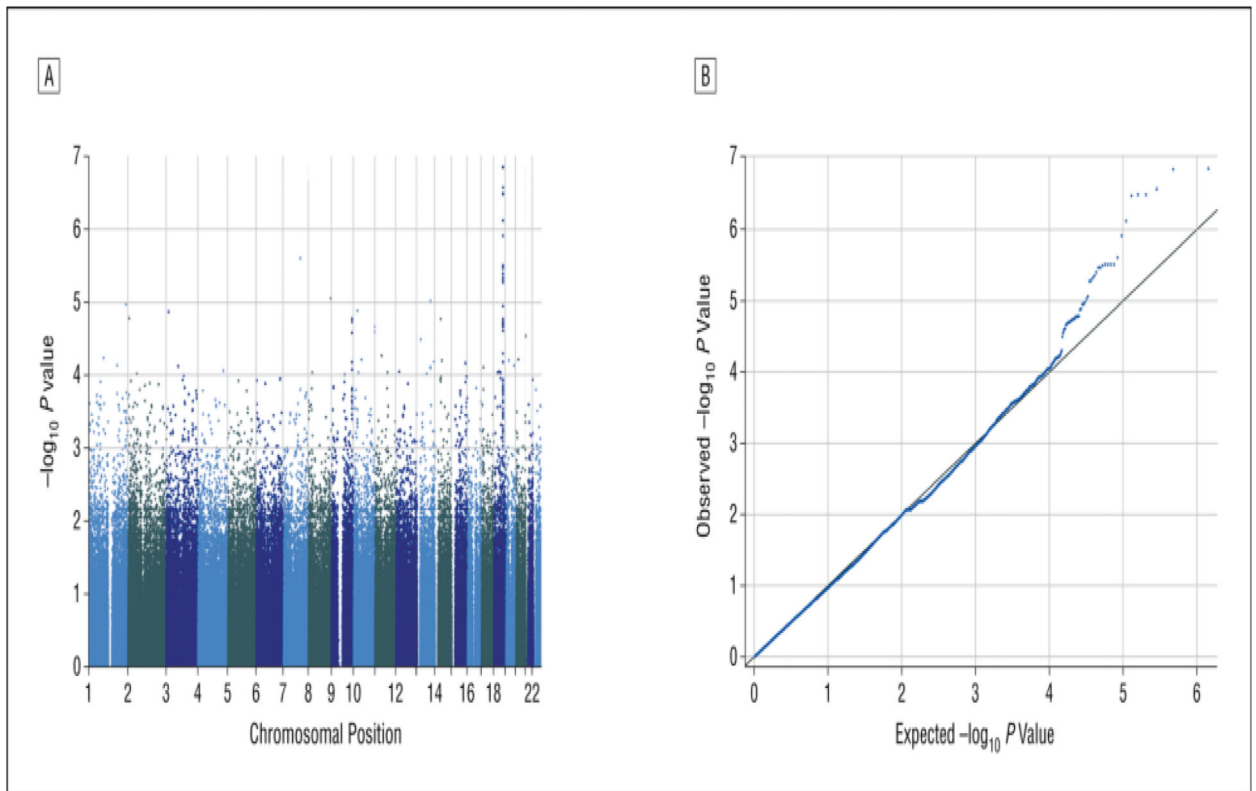 A
B
7
6
5
4
3
2
1
0
–log10 P value
1 2 3 4 5 6 7 8 9 10 12 14 16 18 22
Chromosomal Position
7
6
5
4
3
2
1
0
Observed –log10 P Value
0 1 2 3 4 5 6
Expected –log10 P Value